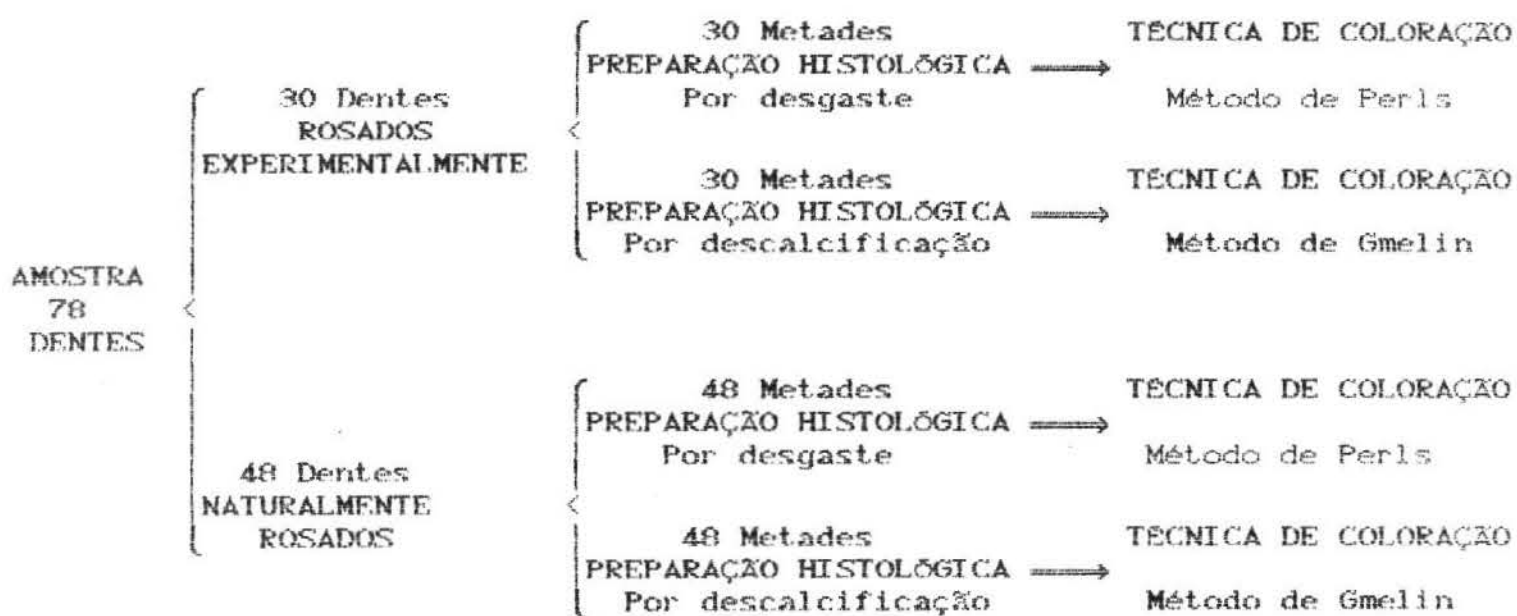 30 Metades TÉCNICA DE COLORAÇÃO
PREPARAÇÃO HISTOLÓGICA
Por desgaste Método de Perls
30 Dentes
ROSADOS
EXPERIMENTALMENTE
30 Metades TÉCNICA DE COLORAÇÃO
PREPARAÇÃO HISTOLÓGICA
Por descalcificação Método de Gmelin
AMOSTRA
78
DENTES
48 Metades TÉCNICA DE COLORAÇÃO
PREPARAÇÃO HISTOLÓGICA
Por desgaste Método de Perls
48 Dentes
NATURALMENTE
ROSADOS
48 Metades TÉCNICA DE COLORAÇÃO
PREPARAÇÃO HISTOLÓGICA
Por descalcificação Método de Gmelin